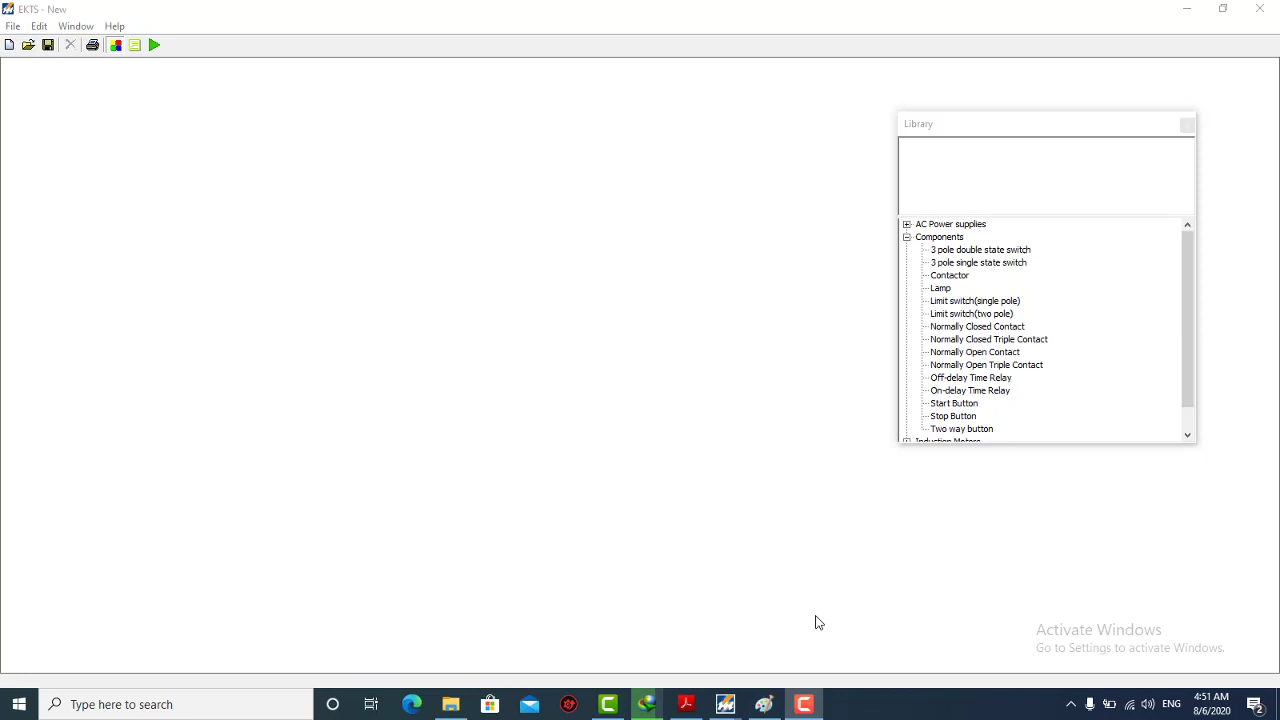 EKTS - New
File Edit Window Help
Library
AC Power supplies
Components
3 pole double state switch
3 pole single state switch
Contactor
Lamp
Limit switch(single pole)
Limit switch(two pole)
Normally Closed Contact
Normally Closed Triple Contact
Normally Open Contact
Normally Open Triple Contact
Off-delay Time Relay
On-delay Time Relay
Start Button
Stop Button
Two way button
Induction Motors
Activate Windows
Go to Settings to activate Windows.
Type here to search
ENG
4:51 AM
8/6/2020
2